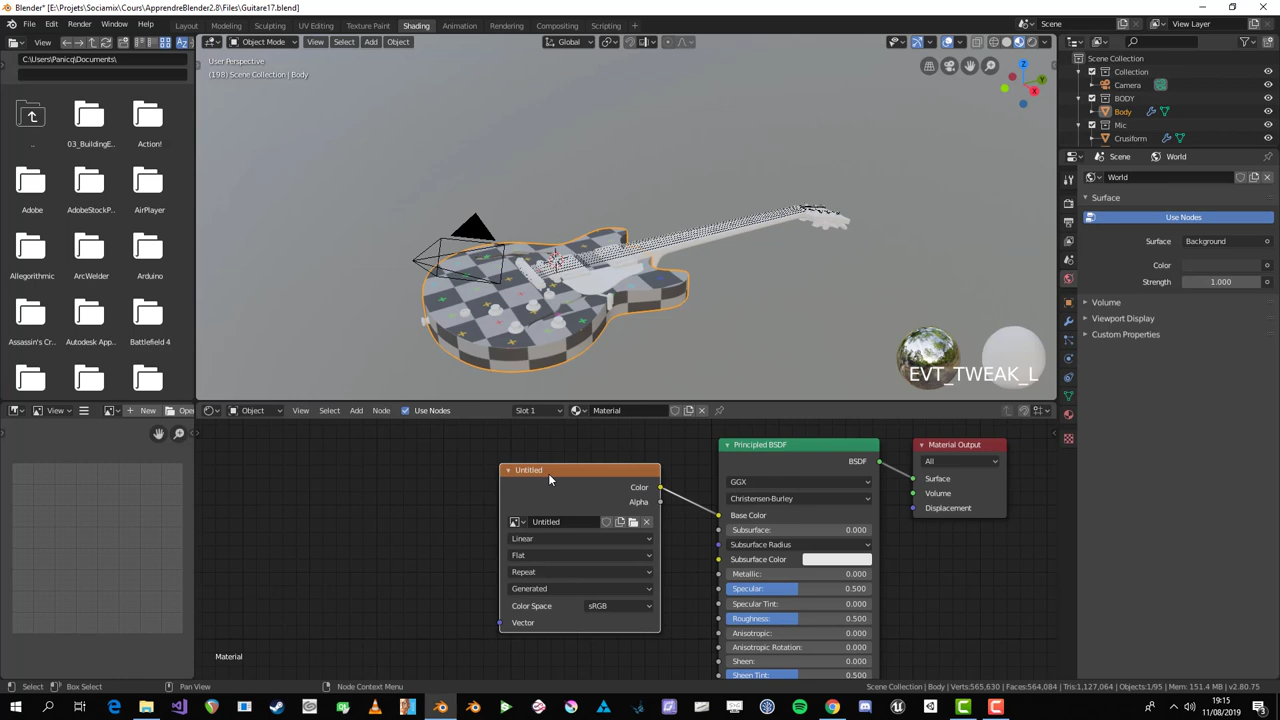 Blender* [E:\Projets\Sociamix\Cours\ApprendreBlender2.8\Files\Guitare17.blend]
File Edit Render Window Help Layout Modeling Sculpting UV Editing Texture Paint Shading Animation Rendering Compositing Scripting Scene View Layer
View Object Mode View Select Add Object Global
C:\Users\Panicq\Documents\
User Perspective
(198) Scene Collection | Body
Scene Collection
Collection
Camera
BODY
Body
Mic
Crusiform
.. 03_BuildingE... Action!
Adobe AdobeStockP... AirPlayer
Allegorithmic ArcWelder Arduino
Assassin's Cr... Autodesk App... Battlefield 4
Z
Y
X
Scene World
World
Surface
Use Nodes
Surface: Background
Color
Strength 1.000
Volume
Viewport Display
Custom Properties
EVT_TWEAK_L
View New Open Object View Select Add Node Use Nodes Slot 1 Material
Untitled
Color
Alpha
Untitled
Linear
Flat
Repeat
Generated
Color Space sRGB
Vector
Principled BSDF
BSDF
GGX
Christensen-Burley
Base Color
Subsurface: 0.000
Subsurface Radius
Subsurface Color
Metallic: 0.000
Specular: 0.500
Specular Tint: 0.000
Roughness: 0.500
Anisotropic: 0.000
Anisotropic Rotation: 0.000
Sheen: 0.000
Sheen Tint: 0.500
Material Output
All
Surface
Volume
Displacement
Material
Select Box Select Pan View Node Context Menu Scene Collection | Body | Verts:565,630 | Faces:564,084 | Tris:1,127,064 | Objects:1/95 | Mem: 151.4 MB | v2.80.75
19:15
11/08/2019